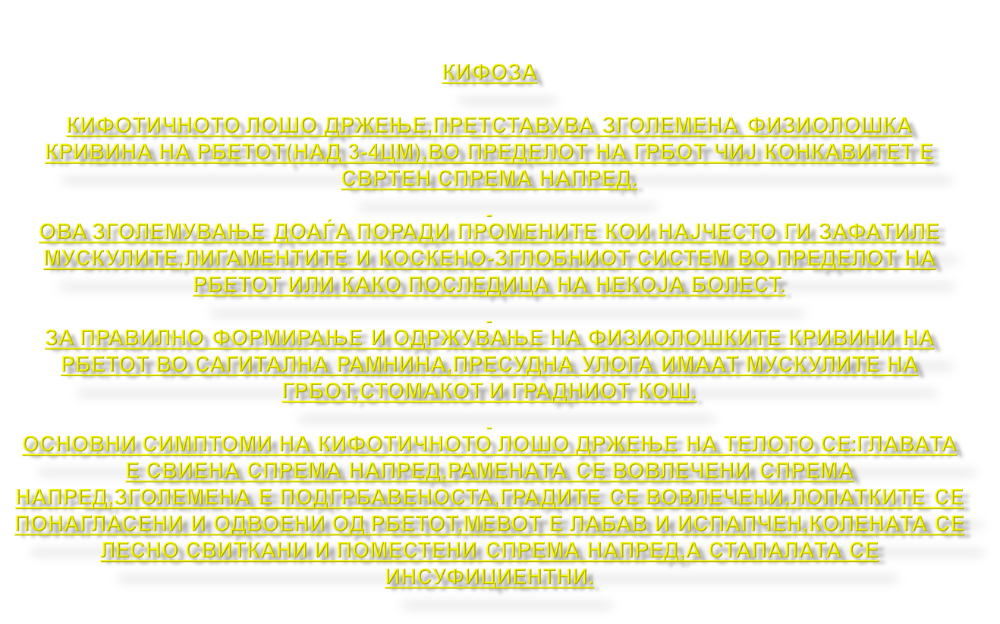 КИФОЗА
КИФОТИЧНОТО ЛОШО ДРЖЕЊЕ,ПРЕТСТАВУВА ЗГОЛЕМЕНА ФИЗИОЛОШКА
КРИВИНА НА РБЕТОТ(НАД 3-4ЦМ),ВО ПРЕДЕЛОТ НА ГРБОТ ЧИЈ КОНКАВИТЕТ Е
СВРТЕН СПРЕМА НАПРЕД.
ОВА ЗГОЛЕМУВАЊЕ ДОАЃА ПОРАДИ ПРОМЕНИТЕ КОИ НАЈЧЕСТО ГИ ЗАФАТИЛЕ
МУСКУЛИТЕ,ЛИГАМЕНТИТЕ И КОСКЕНО-ЗГЛОБНИОТ СИСТЕМ ВО ПРЕДЕЛОТ НА
РБЕТОТ ИЛИ КАКО ПОСЛЕДИЦА НА НЕКОЈА БОЛЕСТ.
ЗА ПРАВИЛНО ФОРМИРАЊЕ И ОДРЖУВАЊЕ НА ФИЗИОЛОШКИТЕ КРИВИНИ НА
РБЕТОТ ВО САГИТАЛНА РАМНИНА,ПРЕСУДНА УЛОГА ИМААТ МУСКУЛИТЕ НА
ГРБОТ,СТОМАКОТ И ГРАДНИОТ КОШ.
ОСНОВНИ СИМПТОМИ НА КИФОТИЧНОТО ЛОШО ДРЖЕЊЕ НА ТЕЛОТО СЕ:ГЛАВАТА
Е СВИЕНА СПРЕМА НАПРЕД,РАМЕНАТА СЕ ВОВЛЕЧЕНИ СПРЕМА
НАПРЕД,ЗГОЛЕМЕНА Е ПОДГРБАВЕНОСТА,ГРАДИТЕ СЕ ВОВЛЕЧЕНИ,ЛОПАТКИТЕ СЕ
ПОНАГЛАСЕНИ И ОДВОЕНИ ОД РБЕТОТ,МЕВОТ Е ЛАБАВ И ИСПАПЧЕН,КОЛЕНАТА СЕ
ЛЕСНО СВИТКАНИ И ПОМЕСТЕНИ СПРЕМА НАПРЕД,А СТАПАЛАТА СЕ
ИНСУФИЦИЕНТНИ.